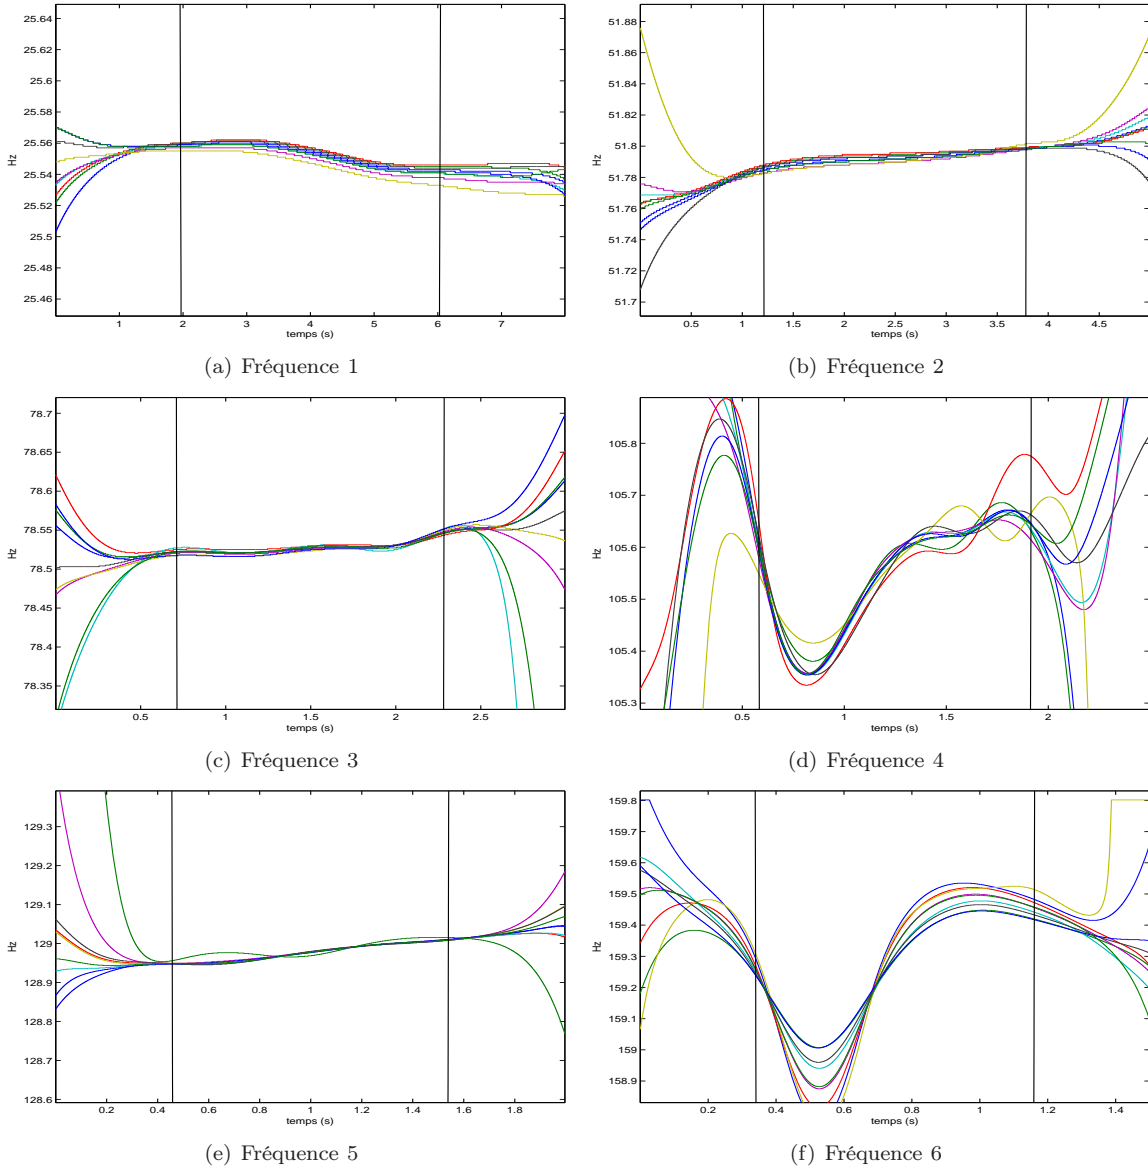 25.64
25.62
25.6
25.58
25.56
25.54
25.52
25.5
25.48
25.46
Hz
1 2 3 4 5 6 7
temps (s)
(a) Fréquence 1
51.88
51.86
51.84
51.82
51.8
51.78
51.76
51.74
51.72
51.7
Hz
0.5 1 1.5 2 2.5 3 3.5 4 4.5
temps (s)
(b) Fréquence 2
78.7
78.65
78.6
78.55
78.5
78.45
78.4
78.35
Hz
0.5 1 1.5 2 2.5
temps (s)
(c) Fréquence 3
105.8
105.7
105.6
105.5
105.4
105.3
Hz
0.5 1 1.5 2
temps (s)
(d) Fréquence 4
129.3
129.2
129.1
129
128.9
128.8
128.7
128.6
Hz
0.2 0.4 0.6 0.8 1 1.2 1.4 1.6 1.8
temps (s)
(e) Fréquence 5
159.8
159.7
159.6
159.5
159.4
159.3
159.2
159.1
159
158.9
Hz
0.2 0.4 0.6 0.8 1 1.2 1.4
temps (s)
(f) Fréquence 6